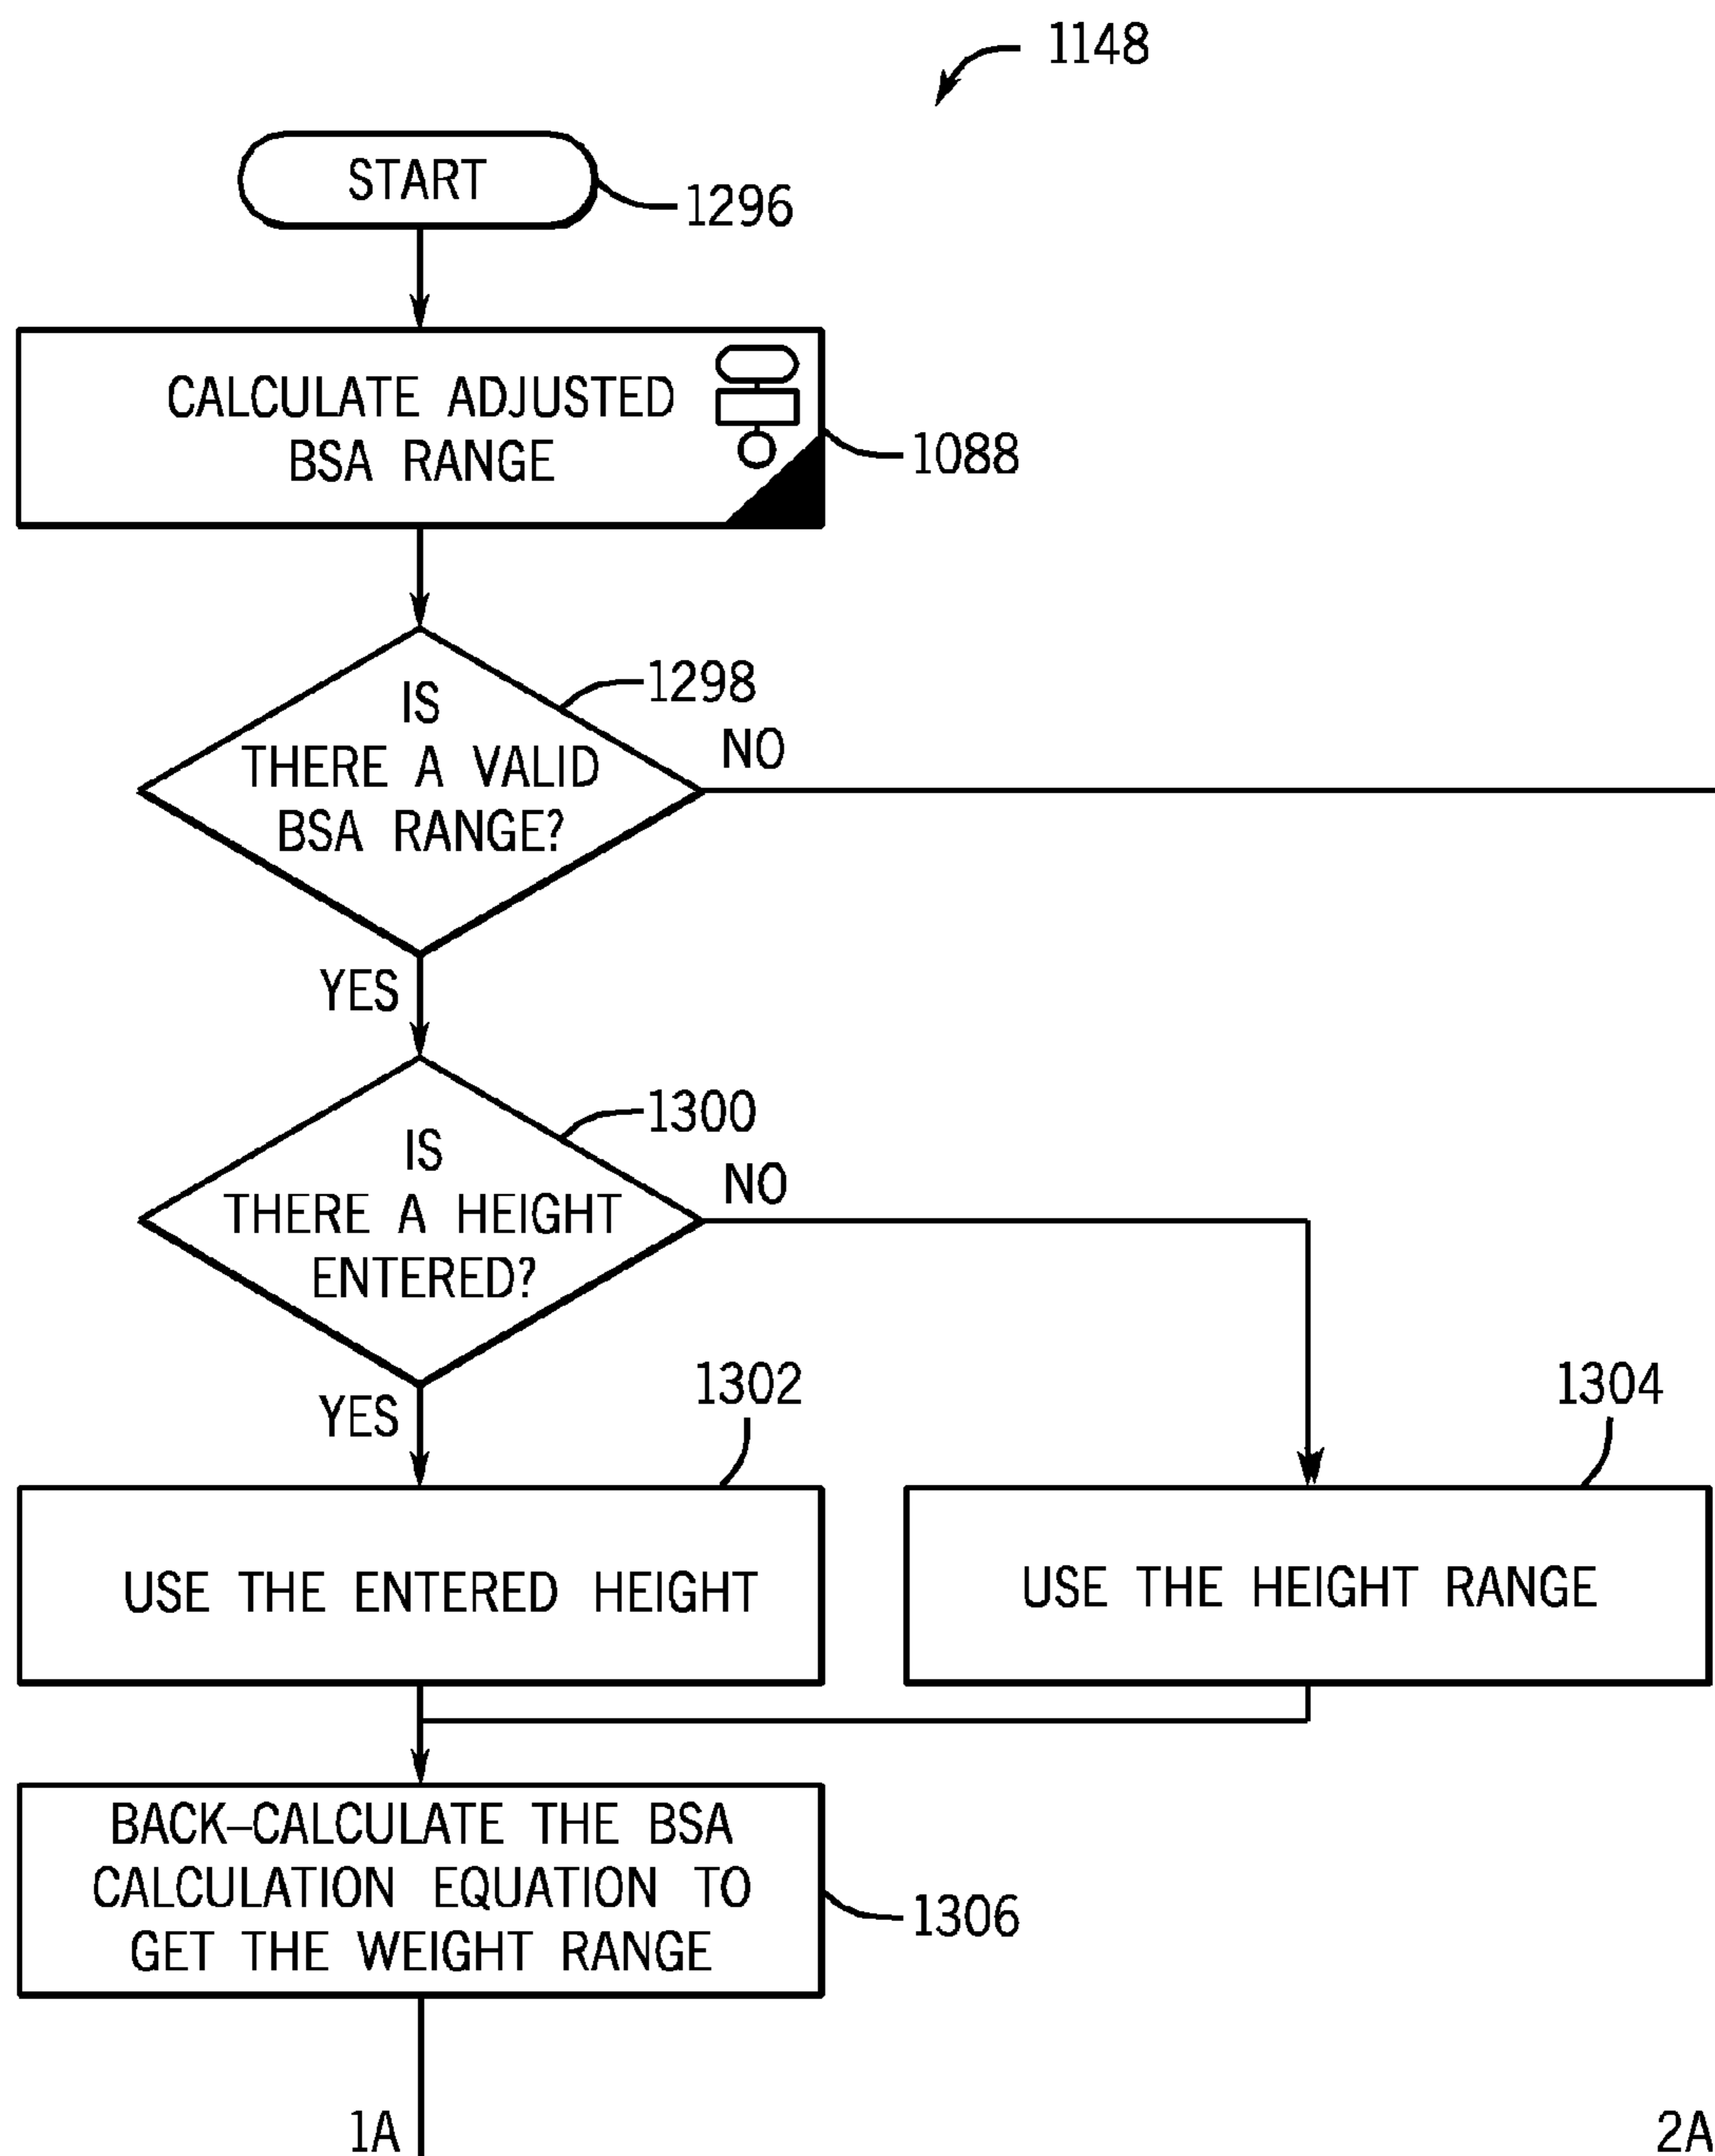 1148
START
1296
CALCULATE ADJUSTED
BSA RANGE
1088
1298
IS
THERE A VALID
BSA RANGE?
NO
YES
1300
IS
THERE A HEIGHT
ENTERED?
NO
YES
1302
1304
USE THE ENTERED HEIGHT
USE THE HEIGHT RANGE
BACK–CALCULATE THE BSA
CALCULATION EQUATION TO
GET THE WEIGHT RANGE
1306
1A
2A